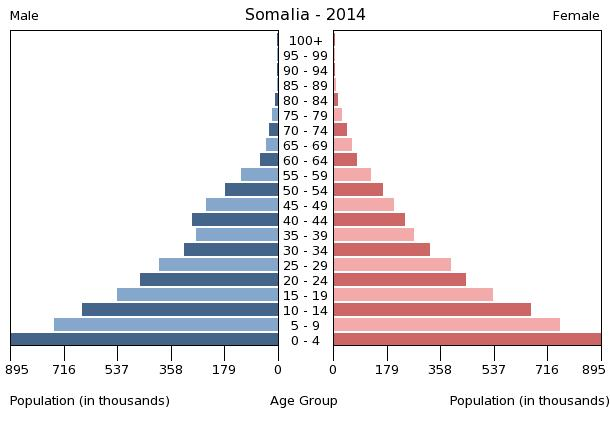 Somalia - 2014
Male
Female
100+
95 - 99
90 - 94
85 - 89
80 - 84
75 - 79
70 - 74
65 - 69
60 - 64
55 - 59
50 - 54
45 - 49
40 - 44
35 - 39
30 - 34
25 - 29
20 - 24
15 - 19
10 - 14
5 - 9
0 - 4
895 716 537 358 179 0 0 179 358 537 716 895
Population (in thousands) Age Group Population (in thousands)